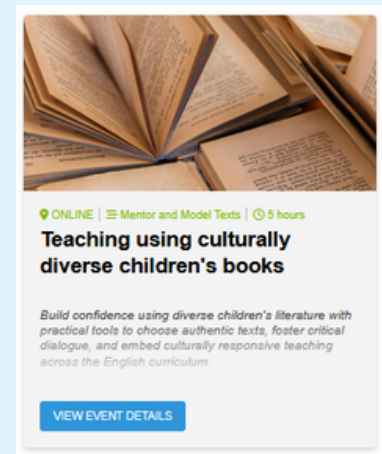 ONLINE | Mentor and Model Texts | 5 hours
Teaching using culturally
diverse children's books
Build confidence using diverse children's literature with
practical tools to choose authentic texts, foster critical
dialogue, and embed culturally responsive teaching
across the English curriculum.
VIEW EVENT DETAILS